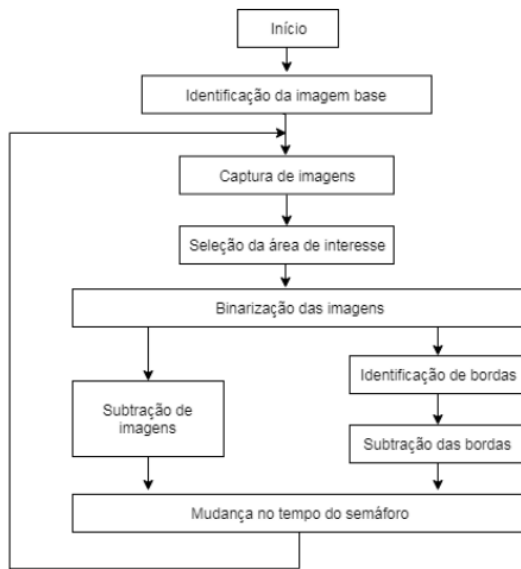 Início
Identificação da imagem base
Captura de imagens
Seleção da área de interesse
Binarização das imagens
Subtração de
imagens
Identificação de bordas
Subtração das bordas
Mudança no tempo do semáforo